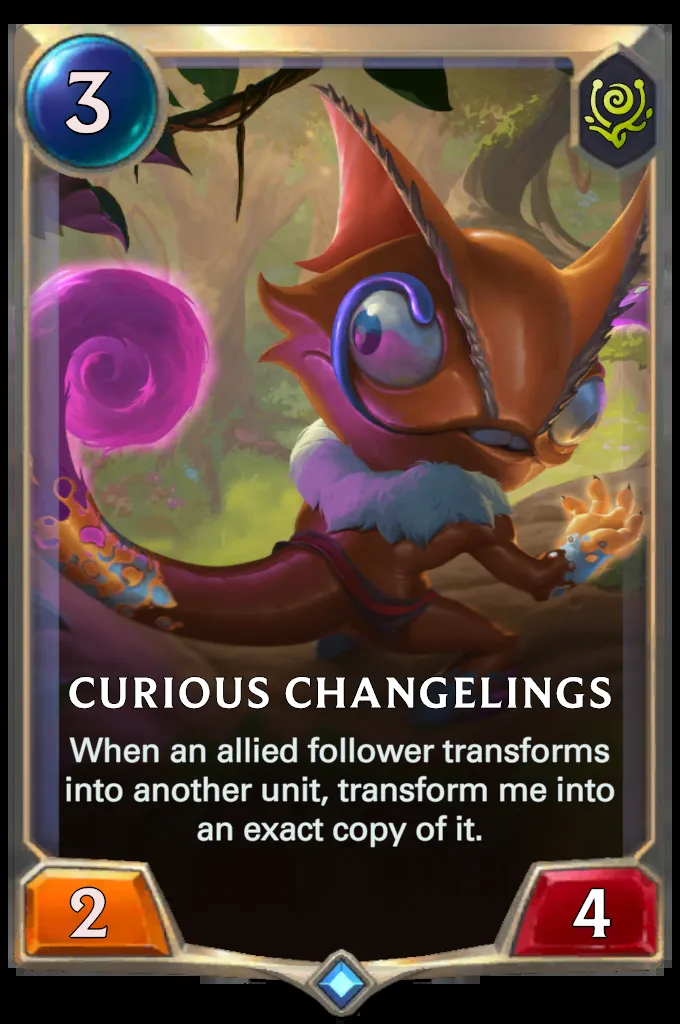 3
CURIOUS CHANGELINGS
When an allied follower transforms
into another unit, transform me into
an exact copy of it.
2
4